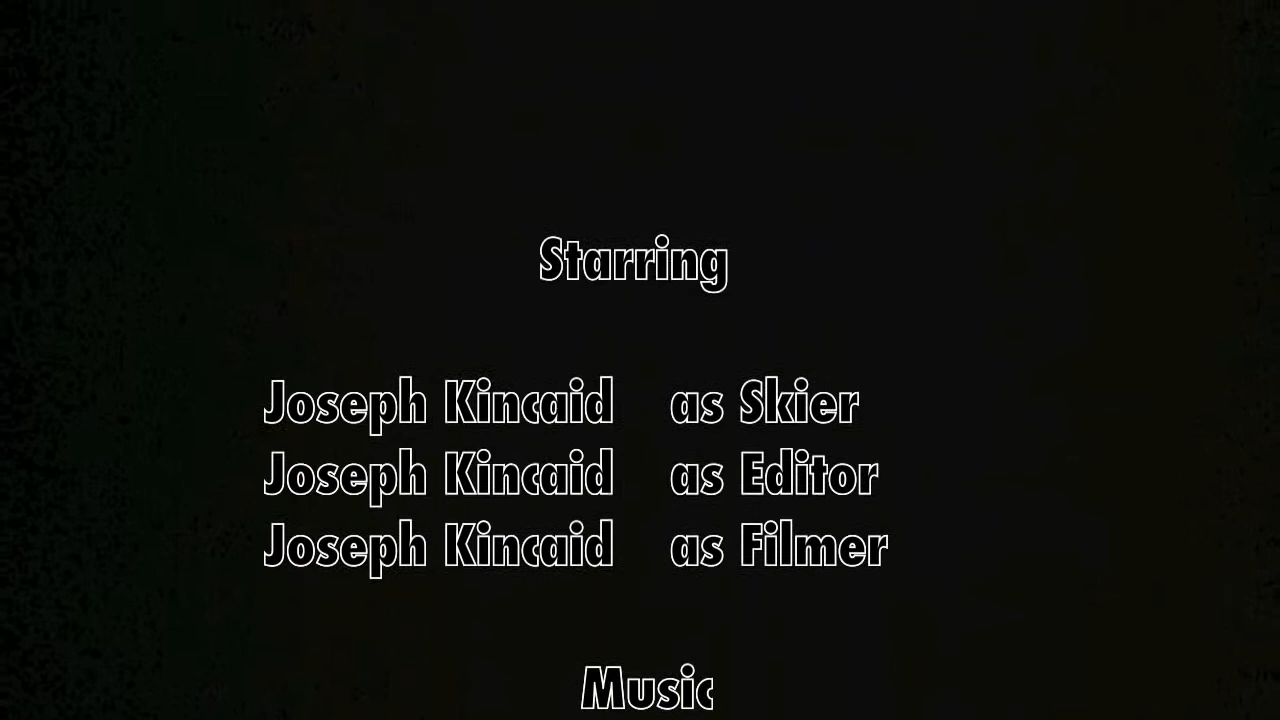 Starring
Joseph Kincaid as Skier
Joseph Kincaid as Editor
Joseph Kincaid as Filmer
Music